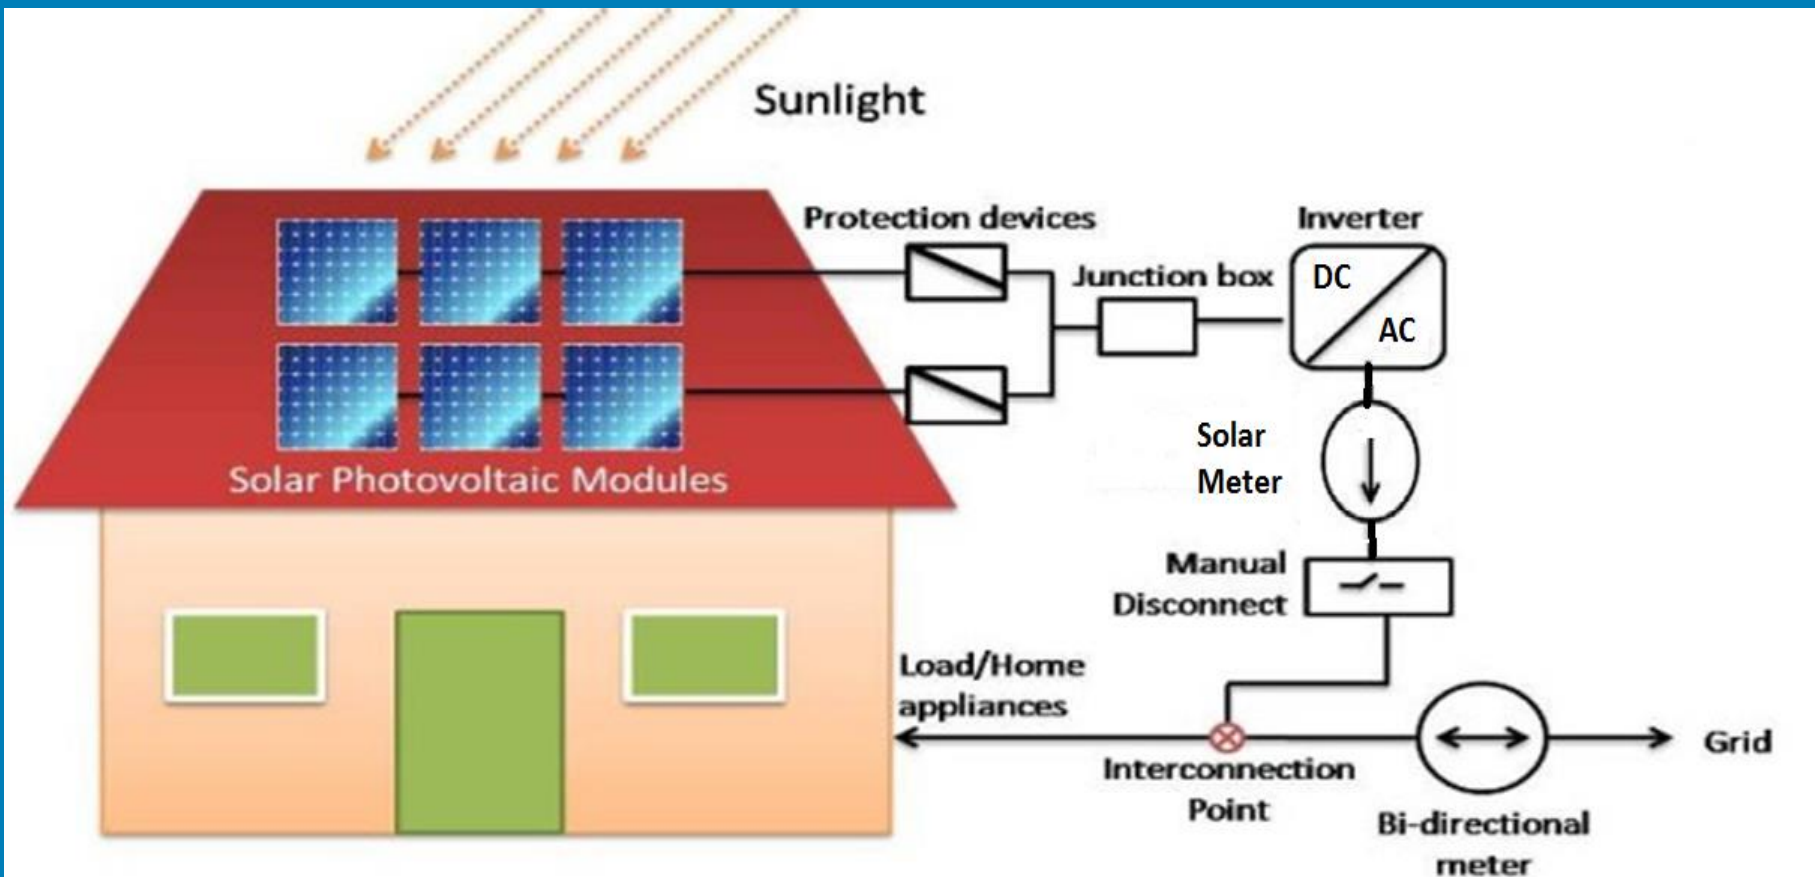 Sunlight
Protection devices
Inverter
Junction box
DC
AC
Solar Photovoltaic Modules
Solar
Meter
Manual
Disconnect
Load/Home
appliances
Grid
Interconnection
Point
Bi-directional
meter